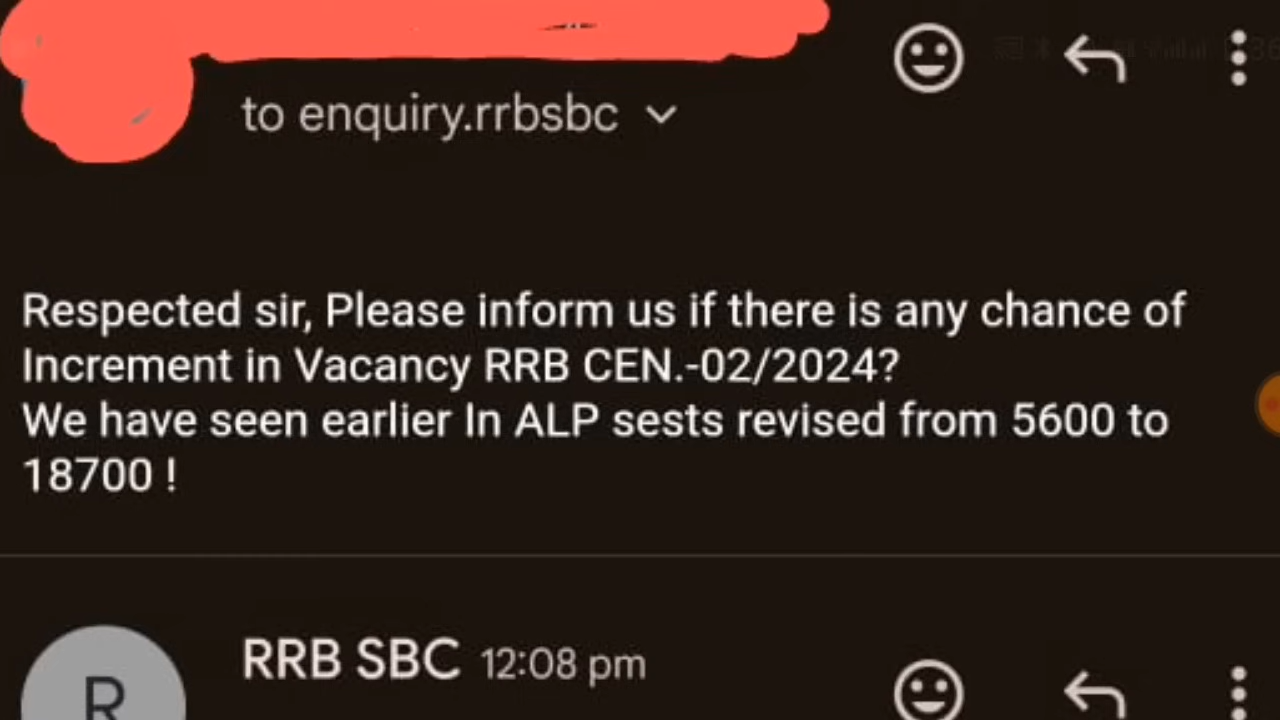 to enquiry.rrbsbc
Respected sir, Please inform us if there is any chance of
Increment in Vacancy RRB CEN.-02/2024?
We have seen earlier In ALP sests revised from 5600 to
18700 !
RRB SBC 12:08 pm
R